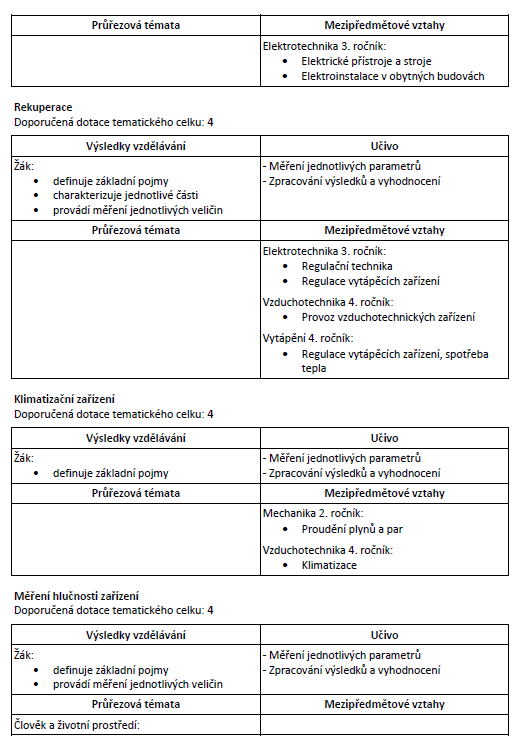 Průřezová témata
Mezipředmětové vztahy
Elektrotechnika 3. ročník:
• Elektrické přístroje a stroje
• Elektroinstalace v obytných budovách
Rekuperace
Doporučená dotace tematického celku: 4
Výsledky vzdělávání
Učivo
Žák:
• definuje základní pojmy
• charakterizuje jednotlivé části
• provádí měření jednotlivých veličin
- Měření jednotlivých parametrů
- Zpracování výsledků a vyhodnocení
Průřezová témata
Mezipředmětové vztahy
Elektrotechnika 3. ročník:
• Regulační technika
• Regulace vytápěcích zařízení
Vzduchotechnika 4. ročník:
• Provoz vzduchotechnických zařízení
Vytápění 4. ročník:
• Regulace vytápěcích zařízení, spotřeba
tepla
Klimatizační zařízení
Doporučená dotace tematického celku: 4
Výsledky vzdělávání
Učivo
Žák:
• definuje základní pojmy
- Měření jednotlivých parametrů
- Zpracování výsledků a vyhodnocení
Průřezová témata
Mezipředmětové vztahy
Mechanika 2. ročník:
• Proudění plynů a par
Vzduchotechnika 4. ročník:
• Klimatizace
Měření hlučnosti zařízení
Doporučená dotace tematického celku: 4
Výsledky vzdělávání
Učivo
Žák:
• definuje základní pojmy
• provádí měření jednotlivých veličin
- Měření jednotlivých parametrů
- Zpracování výsledků a vyhodnocení
Průřezová témata
Mezipředmětové vztahy
Člověk a životní prostředí: